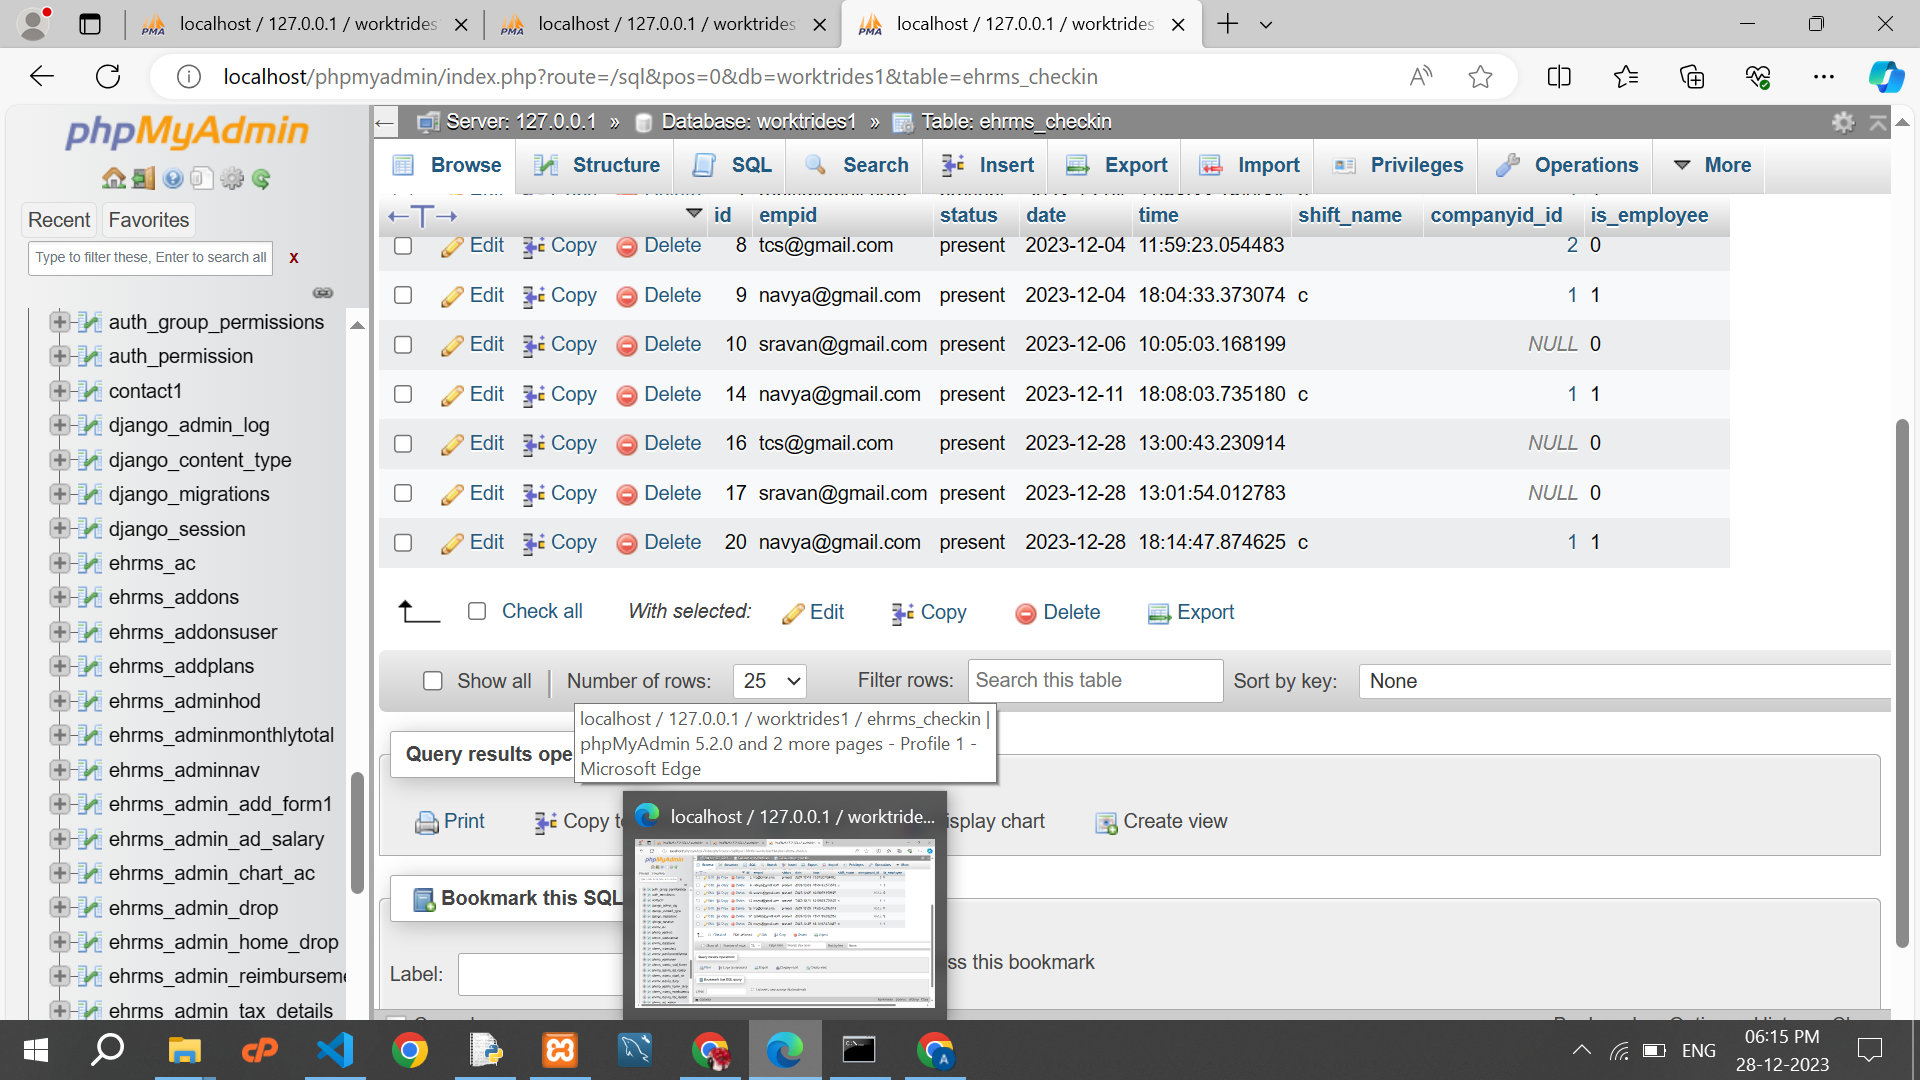 localhost / 127.0.0.1 / worktrides
localhost / 127.0.0.1 / worktrides
localhost / 127.0.0.1 / worktrides
localhost/phpmyadmin/index.php?route=/sql&pos=0&db=worktrides1&table=ehrms_checkin
phpMyAdmin
Recent Favorites
Type to filter these, Enter to search all X
auth_group_permissions
auth_permission
contact1
django_admin_log
django_content_type
django_migrations
django_session
ehrms_ac
ehrms_addons
ehrms_addonsuser
ehrms_addplans
ehrms_adminhod
ehrms_adminmonthlytotal
ehrms_adminnav
ehrms_admin_add_form1
ehrms_admin_ad_salary
ehrms_admin_chart_ac
ehrms_admin_drop
ehrms_admin_home_drop
ehrms_admin_reimburseme
ehrms_admin_tax_details
Server: 127.0.0.1 » Database: worktrides1 » Table: ehrms_checkin
Browse Structure SQL Search Insert Export Import Privileges Operations More
←T→ id empid status date time shift_name companyid_id is_employee
Edit Copy Delete 8 tcs@gmail.com present 2023-12-04 11:59:23.054483 2 0
Edit Copy Delete 9 navya@gmail.com present 2023-12-04 18:04:33.373074 c 1 1
Edit Copy Delete 10 sravan@gmail.com present 2023-12-06 10:05:03.168199 NULL 0
Edit Copy Delete 14 navya@gmail.com present 2023-12-11 18:08:03.735180 c 1 1
Edit Copy Delete 16 tcs@gmail.com present 2023-12-28 13:00:43.230914 NULL 0
Edit Copy Delete 17 sravan@gmail.com present 2023-12-28 13:01:54.012783 NULL 0
Edit Copy Delete 20 navya@gmail.com present 2023-12-28 18:14:47.874625 c 1 1
Check all With selected: Edit Copy Delete Export
Show all Number of rows: 25 Filter rows: Search this table Sort by key: None
localhost / 127.0.0.1 / worktrides1 / ehrms_checkin |
phpMyAdmin 5.2.0 and 2 more pages - Profile 1 -
Microsoft Edge
Query results ope
localhost / 127.0.0.1 / worktride...
Print Copy to isplay chart Create view
Bookmark this SQL
Label: ss this bookmark
06:15 PM
ENG
28-12-2023